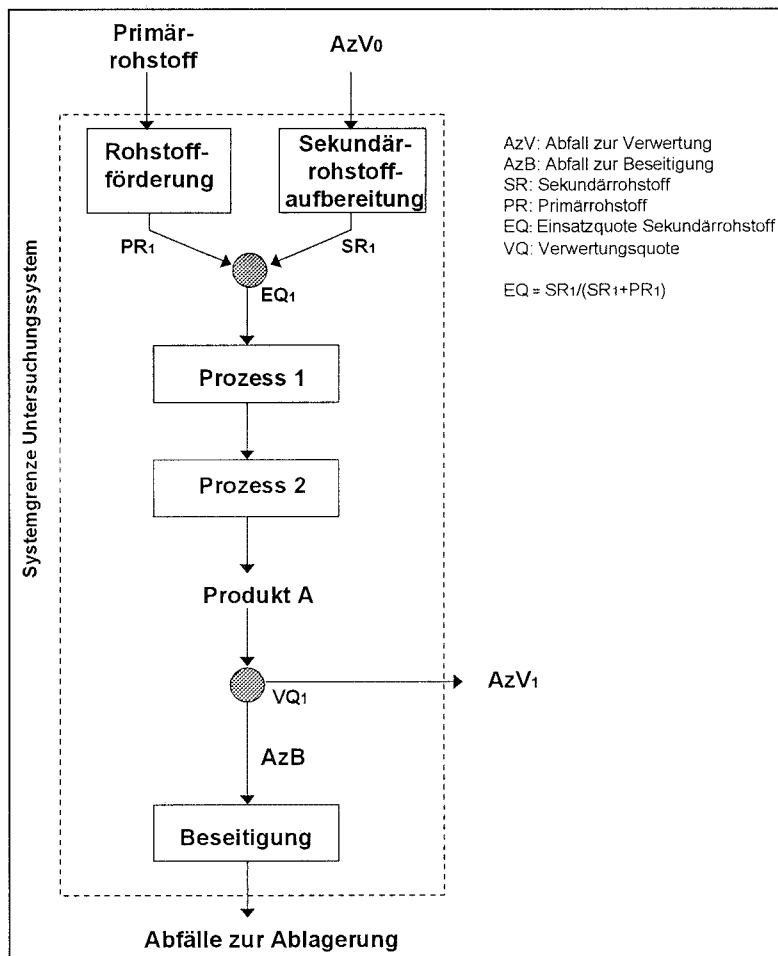 Primär-
rohstoff
AzV0
Rohstoff-
förderung
Sekundär-
rohstoff-
aufbereitung
PR1
SR1
EQ1
Prozess 1
Prozess 2
Produkt A
VQ1
AzV1
AzB
Beseitigung
Abfälle zur Ablagerung
Systemgrenze Untersuchungssystem
AzV: Abfall zur Verwertung
AzB: Abfall zur Beseitigung
SR: Sekundärrohstoff
PR: Primärrohstoff
EQ: Einsatzquote Sekundärrohstoff
VQ: Verwertungsquote
EQ = SR1/(SR1+PR1)